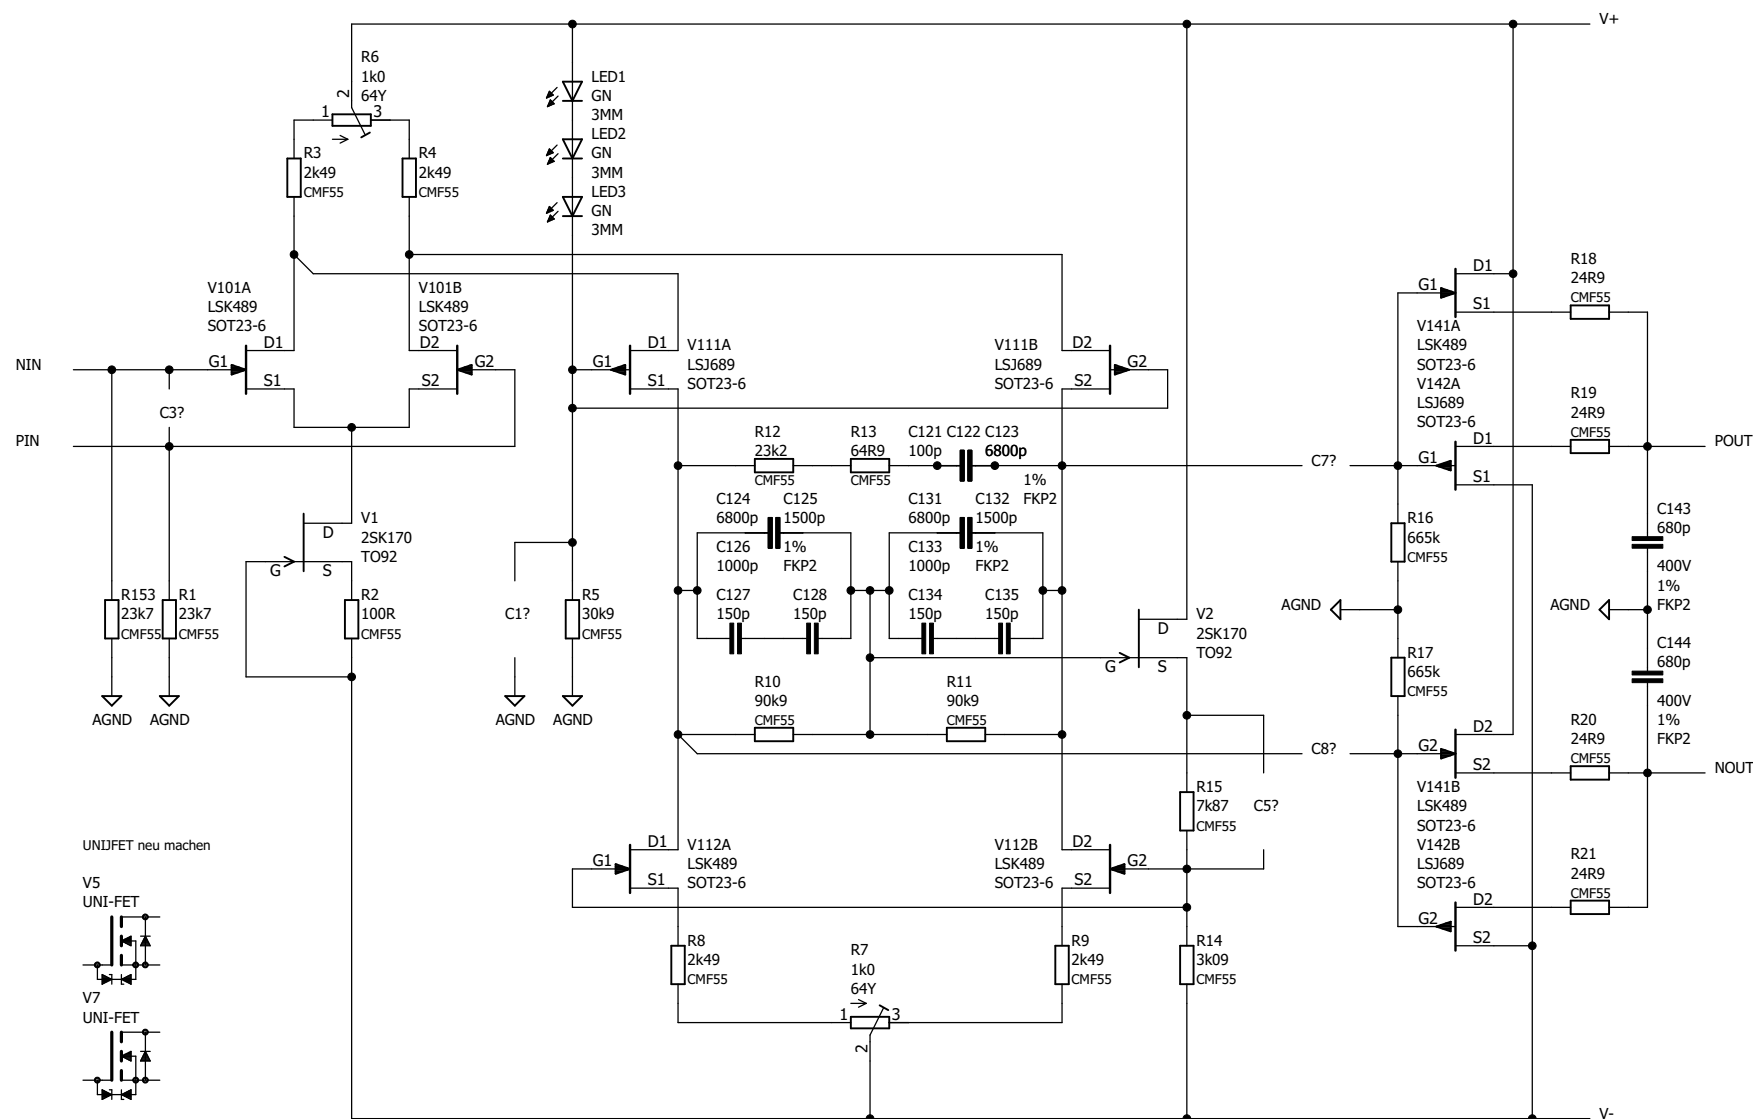 V+
R6
1k0
64Y
2
1
3
LED1
GN
3MM
LED2
GN
3MM
LED3
GN
3MM
R3
2k49
CMF55
R4
2k49
CMF55
V101A
LSK489
SOT23-6
V101B
LSK489
SOT23-6
NIN
G1
D1
S1
D2
G2
S2
C3?
PIN
G1
D1
S1
V111A
LSJ689
SOT23-6
V111B
LSJ689
SOT23-6
D2
G2
S2
R12
23k2
CMF55
R13
64R9
CMF55
C121
100p
C122
C123
6800p
1%
FKP2
C124
6800p
C125
1500p
C126
1000p
1%
FKP2
C127
150p
C128
150p
C131
6800p
C132
1500p
C133
1000p
1%
FKP2
C134
150p
C135
150p
V1
2SK170
TO92
D
G
S
R2
100R
CMF55
R153
23k7
CMF55
R1
23k7
CMF55
AGND
AGND
C1?
R5
30k9
CMF55
AGND
AGND
R10
90k9
CMF55
R11
90k9
CMF55
V2
2SK170
TO92
D
G
S
R15
7k87
CMF55
C5?
C7?
C8?
G1
D1
S1
V141A
LSK489
SOT23-6
V142A
LSJ689
SOT23-6
G1
D1
S1
R18
24R9
CMF55
R19
24R9
CMF55
POUT
R16
665k
CMF55
AGND
R17
665k
CMF55
C143
680p
400V
1%
FKP2
AGND
C144
680p
400V
1%
FKP2
G2
D2
S2
V141B
LSK489
SOT23-6
V142B
LSJ689
SOT23-6
G2
D2
S2
R20
24R9
CMF55
NOUT
R21
24R9
CMF55
G1
D1
S1
V112A
LSK489
SOT23-6
V112B
LSK489
SOT23-6
D2
G2
S2
R8
2k49
CMF55
R7
1k0
64Y
1
3
2
R9
2k49
CMF55
R14
3k09
CMF55
UNIJFET neu machen
V5
UNI-FET
V7
UNI-FET
V-